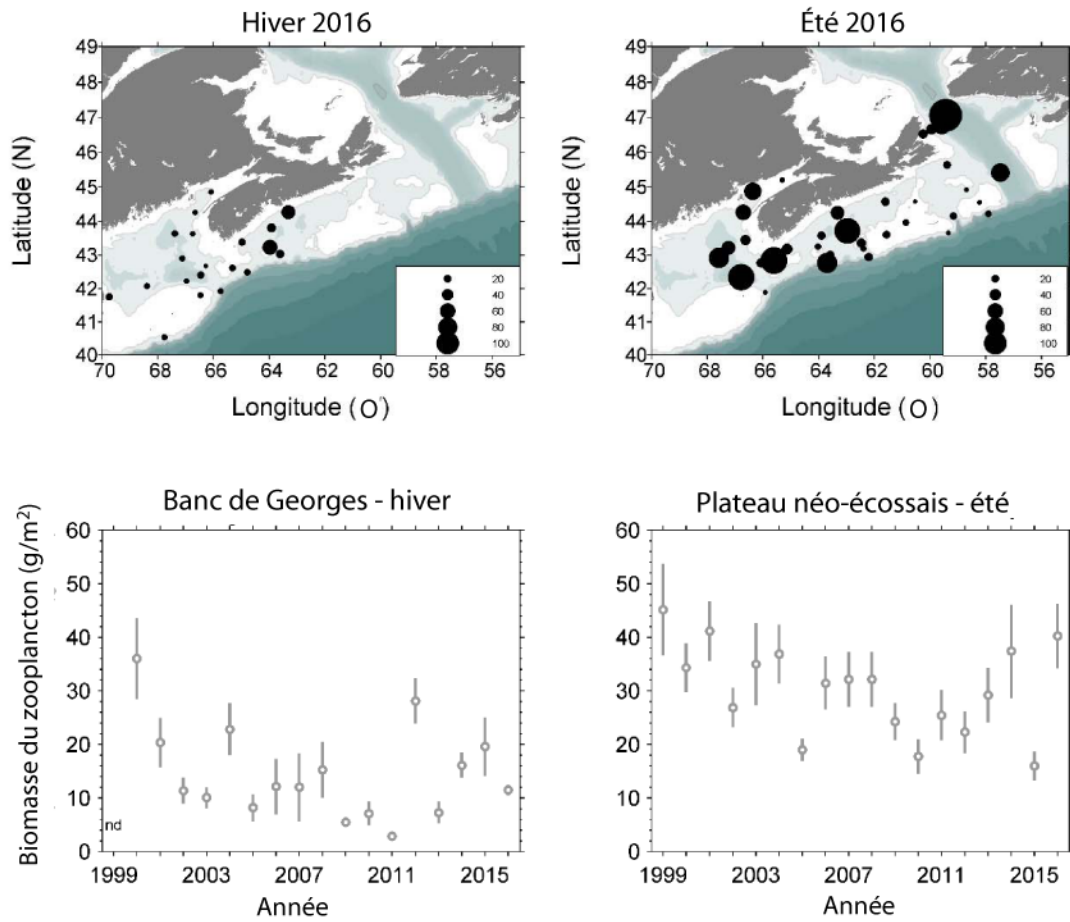 Hiver 2016
Été 2016
49
48
47
46
45
44
43
42
41
40
Latitude (N)
70 68 66 64 62 60 58 56
Longitude (O)
20
40
60
80
100
49
48
47
46
45
44
43
42
41
40
Latitude (N)
70 68 66 64 62 60 58 56
Longitude (O)
20
40
60
80
100
Banc de Georges - hiver
Plateau néo-écossais - été
Biomasse du zooplancton (g/m²)
60
50
40
30
20
10
0
nd
1999 2003 2007 2011 2015
Année
60
50
40
30
20
10
0
1999 2003 2007 2011 2015
Année